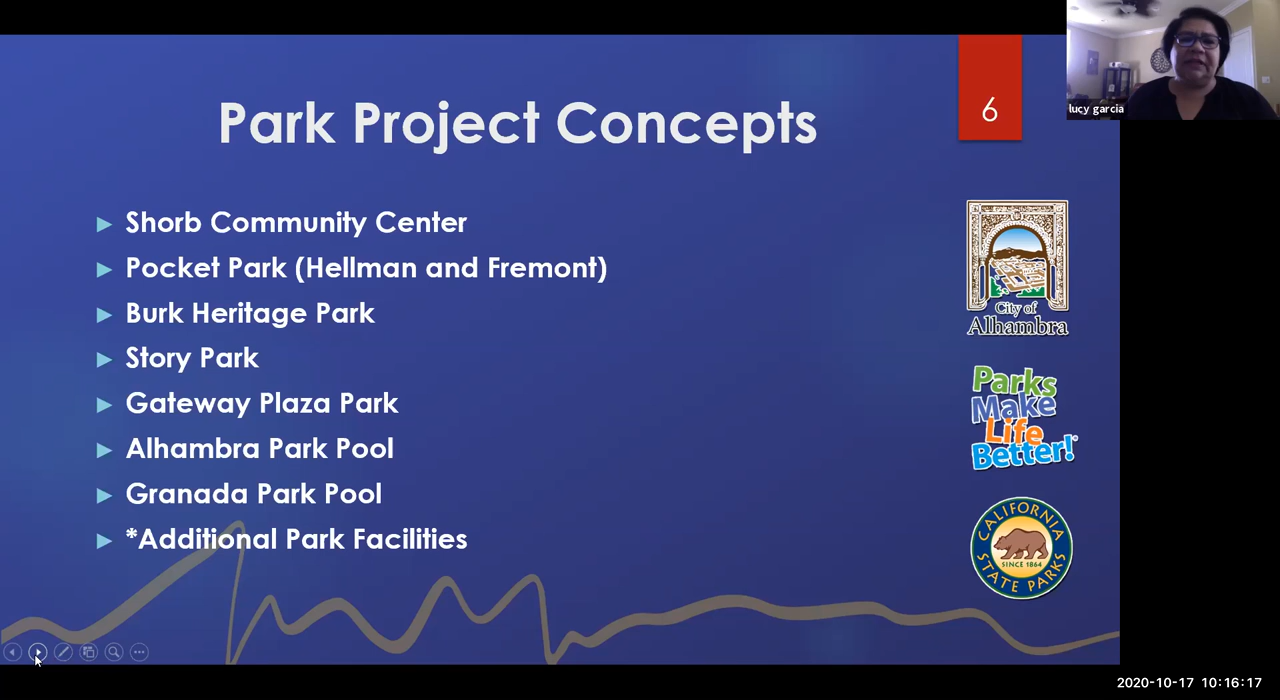 Park Project Concepts
6
lucy garcia
Shorb Community Center
Pocket Park (Hellman and Fremont)
Burk Heritage Park
Story Park
Gateway Plaza Park
Alhambra Park Pool
Granada Park Pool
*Additional Park Facilities
City of
Alhambra
Parks
Make
Life
Better!
CALIFORNIA
SINCE 1864
STATE PARKS
2020-10-17 10:16:17